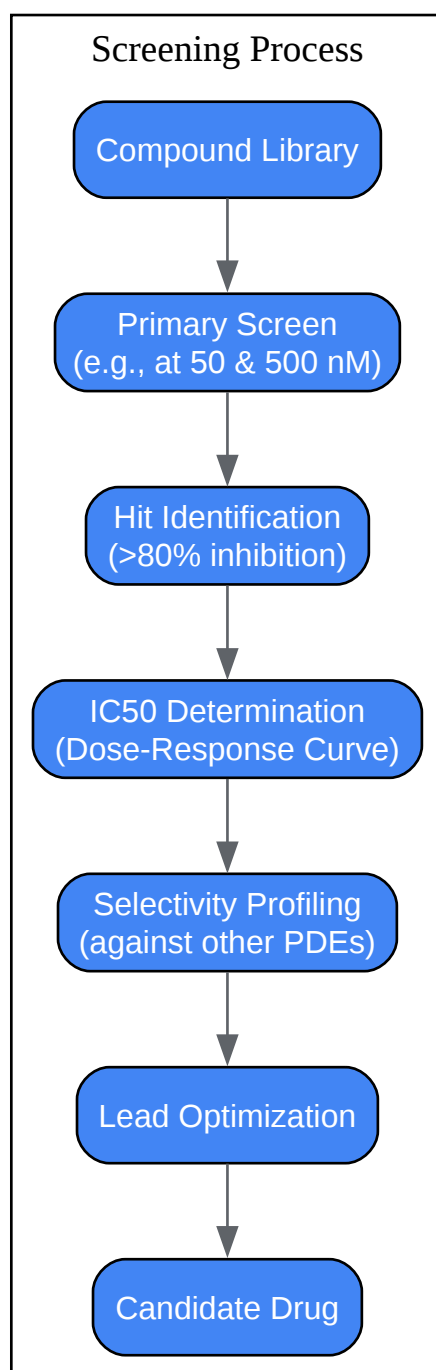 Screening Process
Compound Library
Primary Screen
(e.g., at 50 & 500 nM)
Hit Identification
(>80% inhibition)
IC50 Determination
(Dose-Response Curve)
Selectivity Profiling
(against other PDEs)
Lead Optimization
Candidate Drug